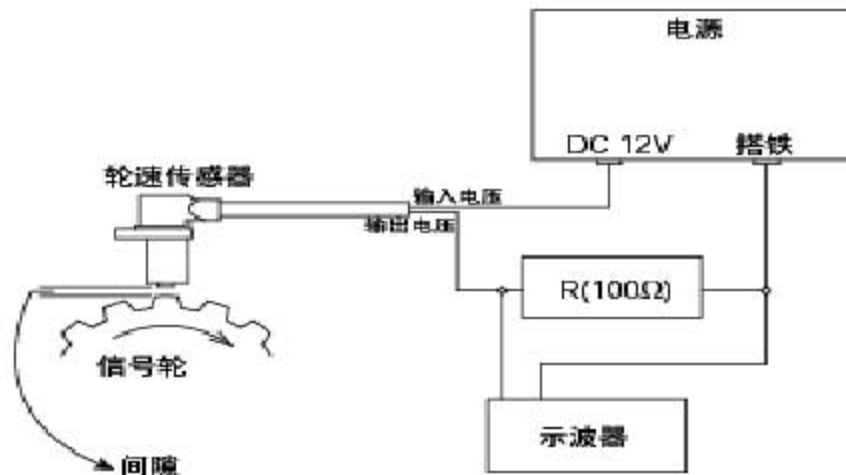 电源
DC 12V
搭铁
轮速传感器
输入电压
输出电压
R(100Ω)
信号轮
示波器
间隙